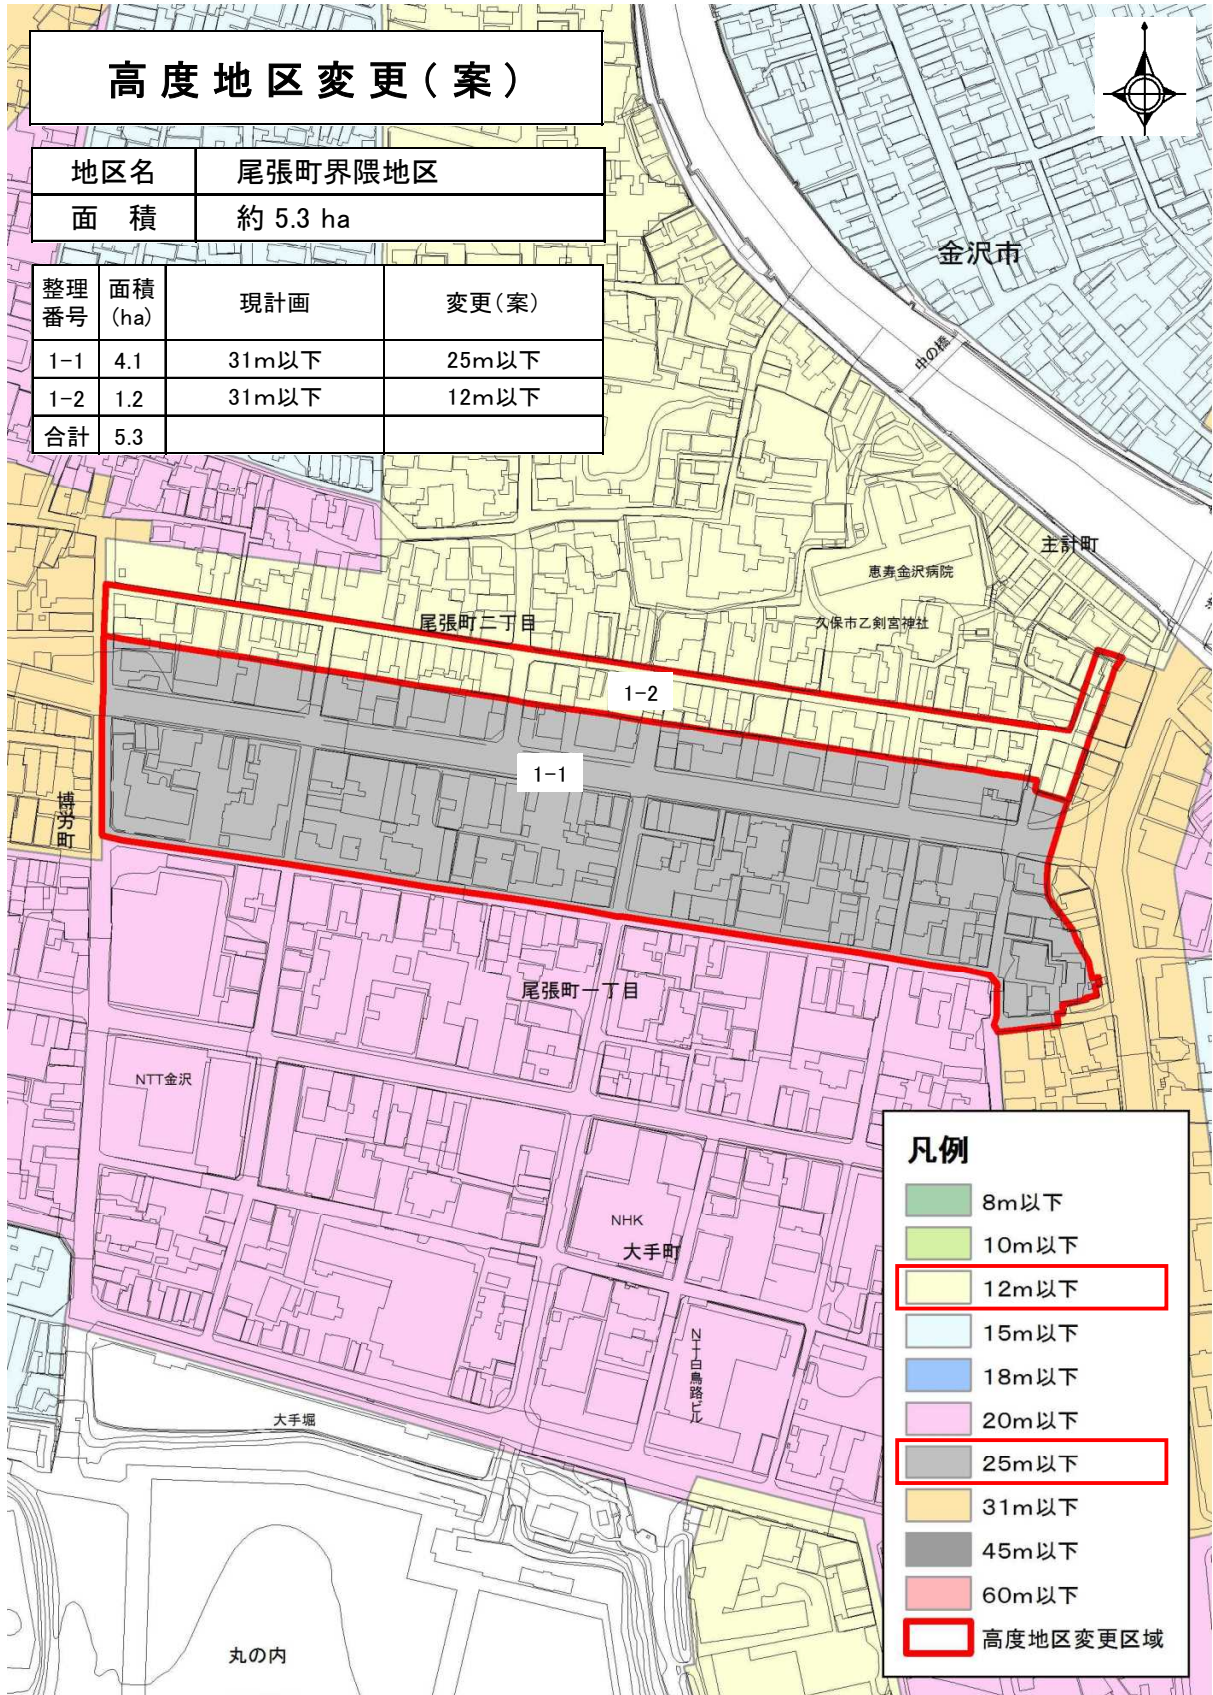 高度地区変更(案)
地区名 尾張町界隈地区
面 積 約 5.3 ha
整理番号 面積(ha) 現計画 変更(案)
1-1 4.1 31m以下 25m以下
1-2 1.2 31m以下 12m以下
合計 5.3
金沢市
中の橋
主計町
恵寿金沢病院
久保市乙剣宮神社
尾張町二丁目
1-2
1-1
博労町
尾張町一丁目
NTT金沢
NHK
大手町
NTT白鳥路ビル
大手堀
丸の内
凡例
8m以下
10m以下
12m以下
15m以下
18m以下
20m以下
25m以下
31m以下
45m以下
60m以下
高度地区変更区域